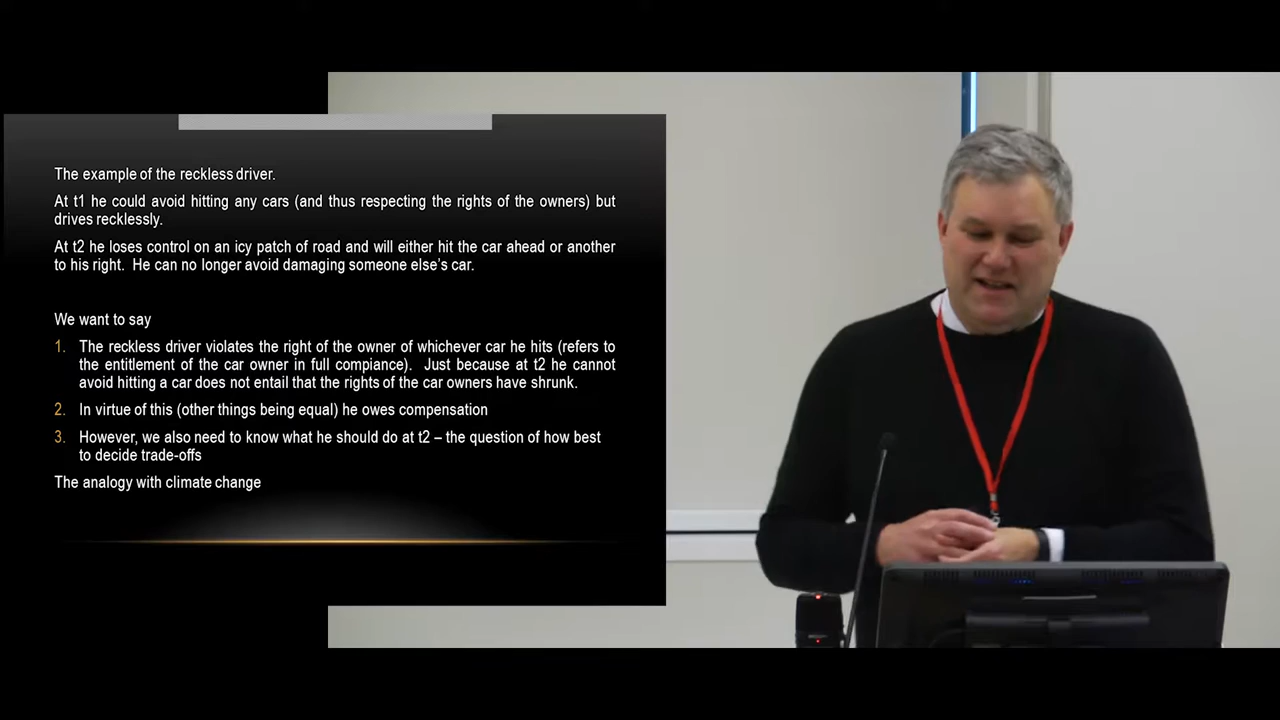 The example of the reckless driver.
At t1 he could avoid hitting any cars (and thus respecting the rights of the owners) but
drives recklessly.
At t2 he loses control on an icy patch of road and will either hit the car ahead or another
to his right. He can no longer avoid damaging someone else's car.
We want to say
1. The reckless driver violates the right of the owner of whichever car he hits (refers to
the entitlement of the car owner in full compiance). Just because at t2 he cannot
avoid hitting a car does not entail that the rights of the car owners have shrunk.
2. In virtue of this (other things being equal) he owes compensation
3. However, we also need to know what he should do at t2 – the question of how best
to decide trade-offs
The analogy with climate change